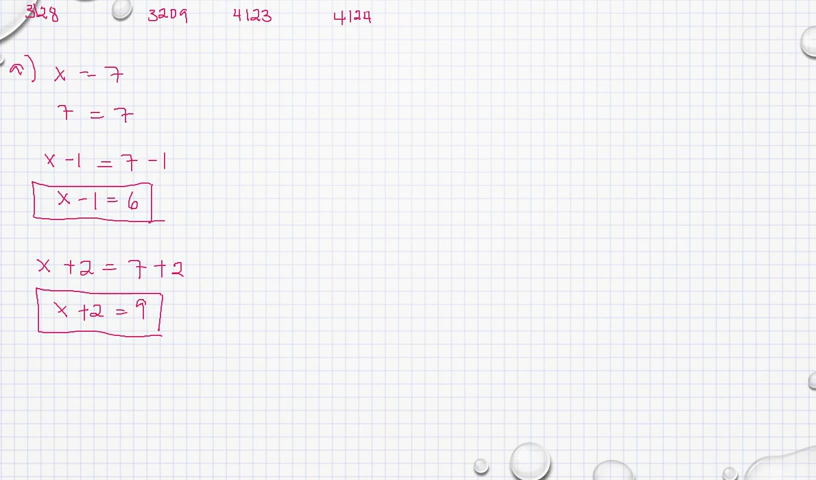 3128 3209 4123 4124
a) x = 7
7 = 7
x - 1 = 7 - 1
x - 1 = 6
x + 2 = 7 + 2
x + 2 = 9